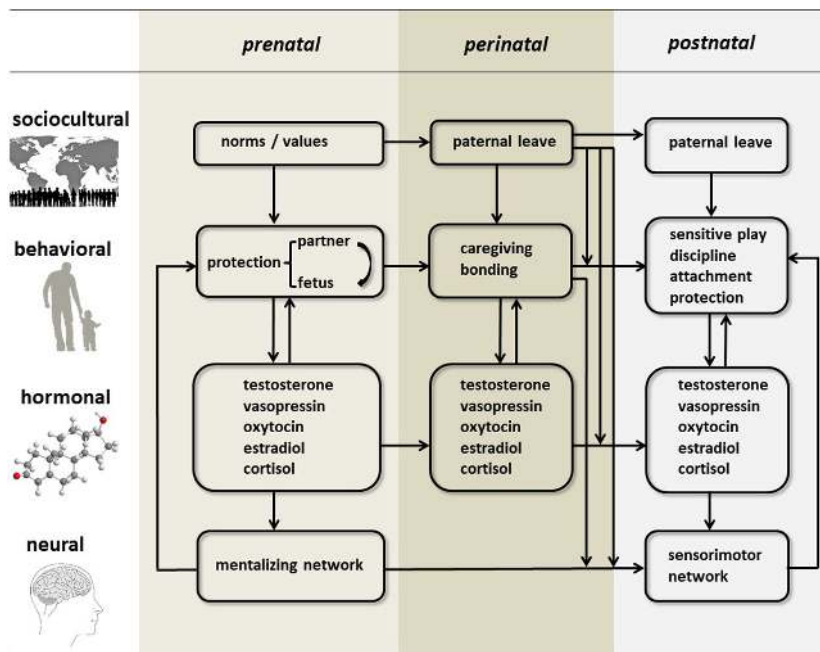 prenatal
perinatal
postnatal
sociocultural
norms / values
paternal leave
paternal leave
behavioral
protection
partner
fetus
caregiving
bonding
sensitive play
discipline
attachment
protection
hormonal
testosterone
vasopressin
oxytocin
estradiol
cortisol
testosterone
vasopressin
oxytocin
estradiol
cortisol
testosterone
vasopressin
oxytocin
estradiol
cortisol
neural
mentalizing network
sensorimotor
network